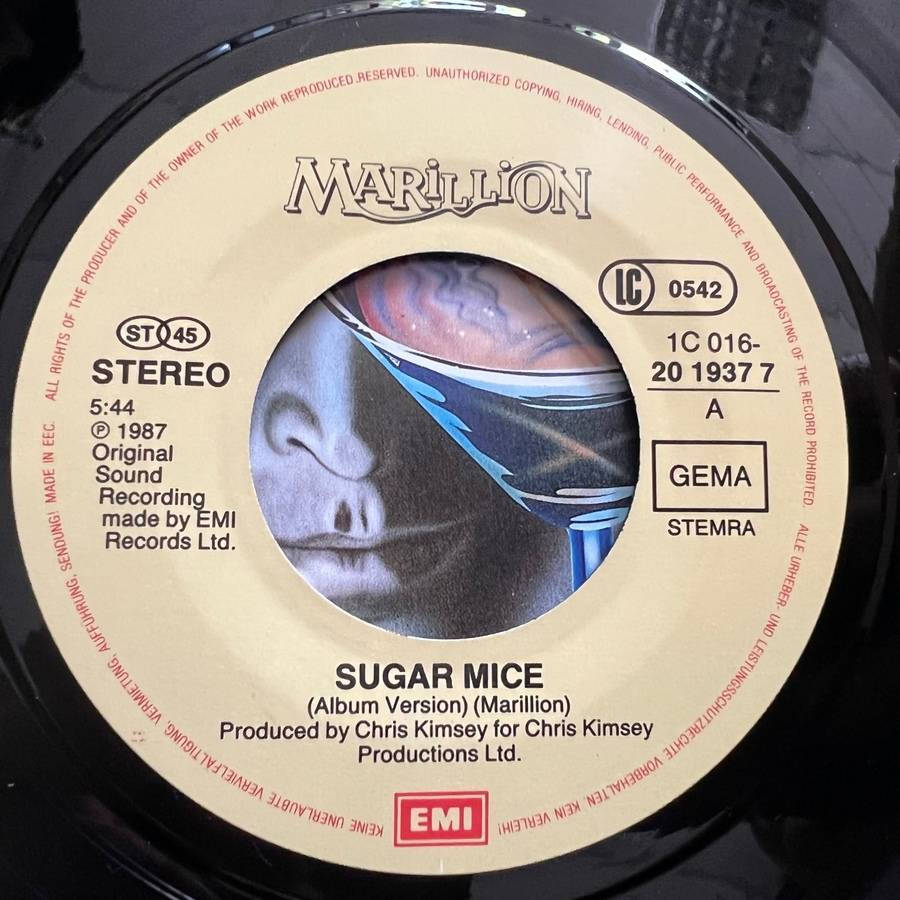 ALL RIGHTS OF THE PRODUCER AND OF THE OWNER OF THE WORK REPRODUCED RESERVED. UNAUTHORIZED COPYING, HIRING, LENDING, PUBLIC PERFORMANCE AND BROADCASTING OF THE RECORD PROHIBITED.
ALLE URHEBER- UND LEISTUNGSSCHUTZRECHTE VORBEHALTEN KEIN VERLEIH!
KEINE UNERLAUBTE VERVIELFÄLTIGUNG, VERMIETUNG, AUFFÜHRUNG, SENDUNG! MADE IN EEC.
MARILLION
LC 0542
ST 45
STEREO
5:44
Ⓟ 1987
Original
Sound
Recording
made by EMI
Records Ltd.
1C 016-
20 1937 7
A
GEMA
STEMRA
SUGAR MICE
(Album Version) (Marillion)
Produced by Chris Kimsey for Chris Kimsey
Productions Ltd.
EMI